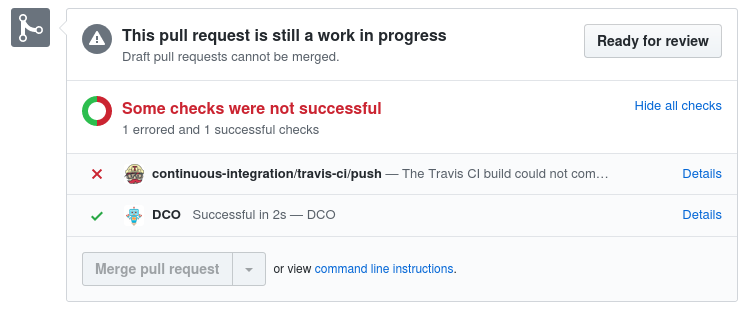 This pull request is still a work in progress
Draft pull requests cannot be merged.
Ready for review
Some checks were not successful
1 errored and 1 successful checks
Hide all checks
continuous-integration/travis-ci/push — The Travis CI build could not com…
Details
DCO Successful in 2s — DCO
Details
Merge pull request
or view command line instructions.